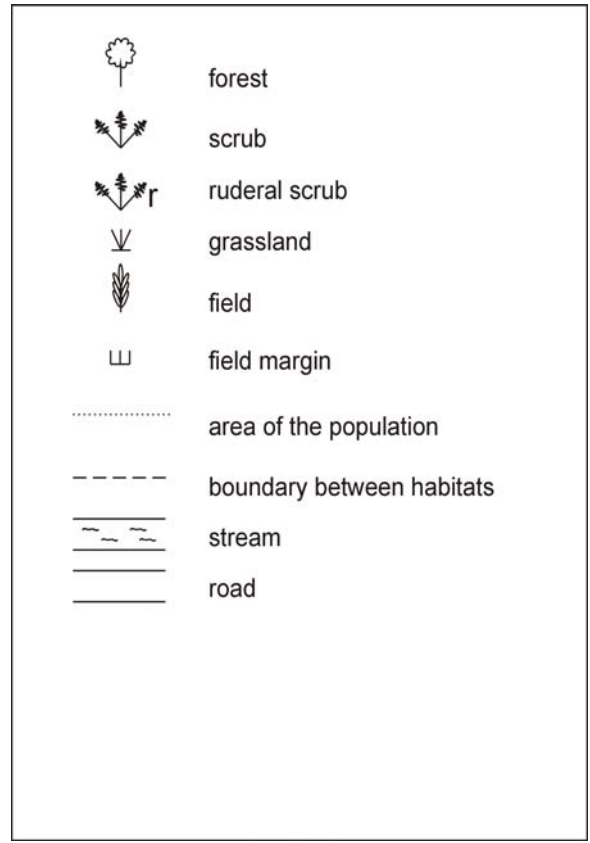 forest
scrub
r
ruderal scrub
grassland
field
field margin
area of the population
boundary between habitats
stream
road